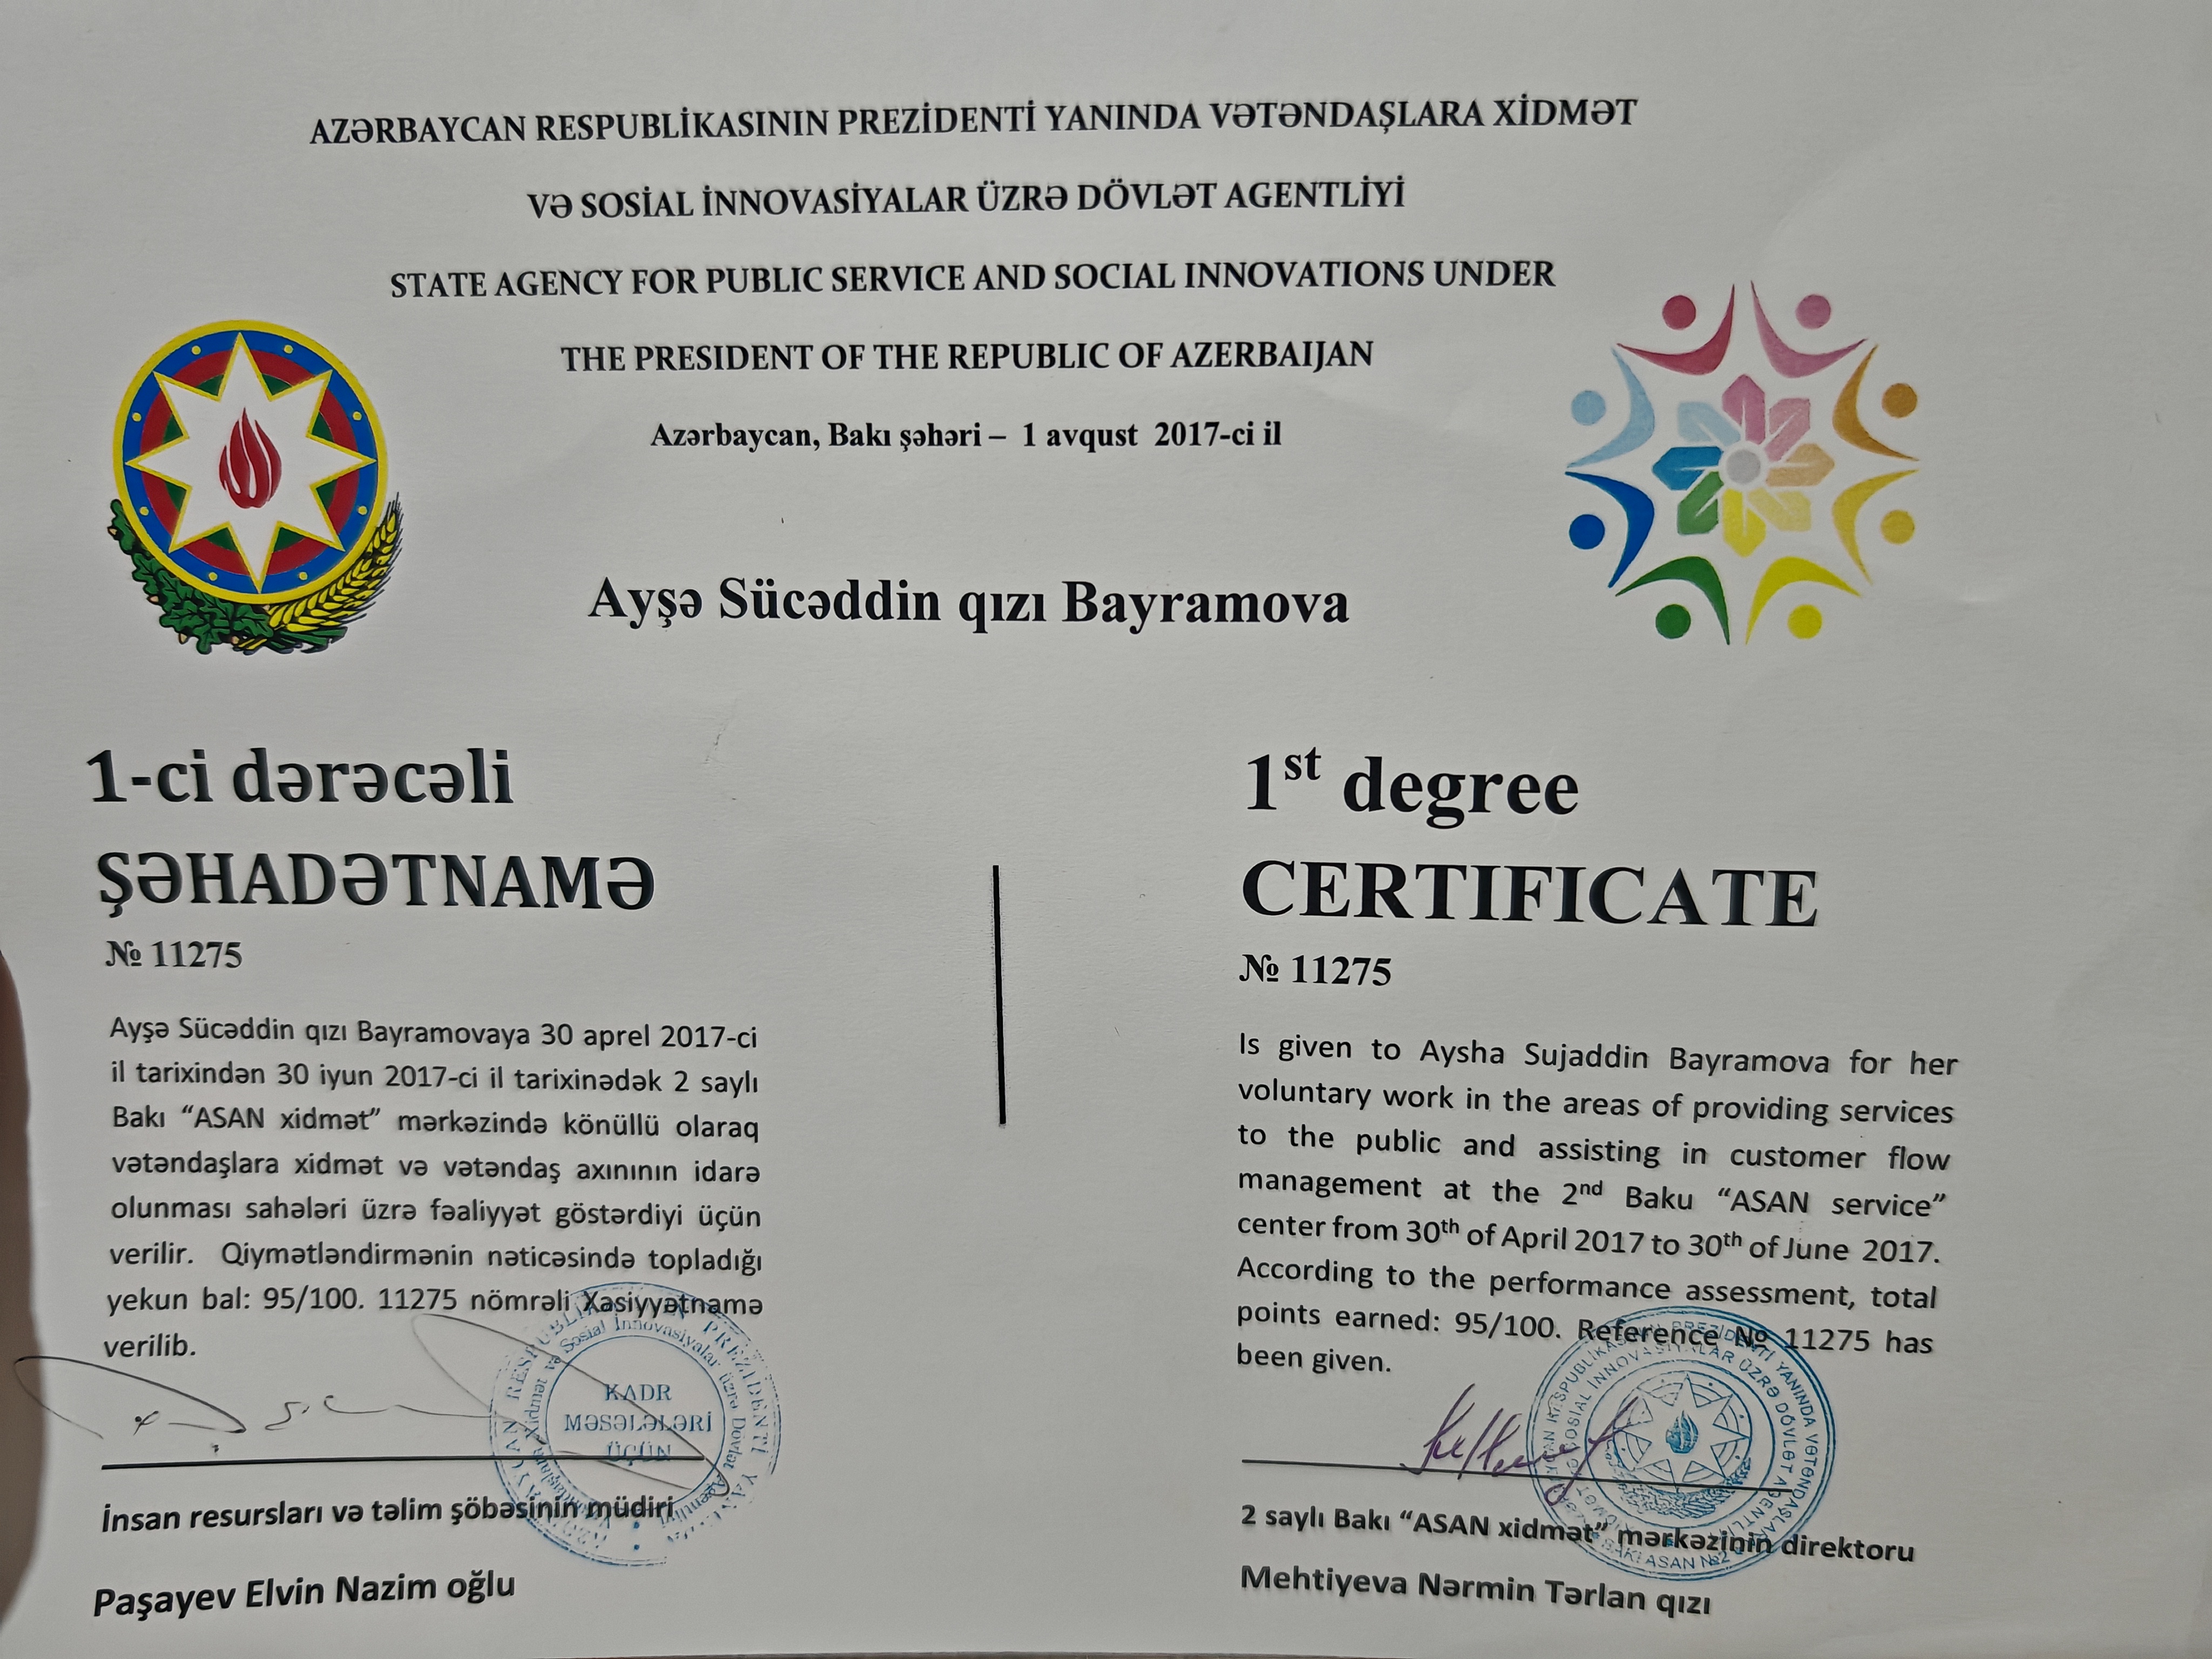 AZƏRBAYCAN RESPUBLİKASININ PREZİDENTİ YANINDA VƏTƏNDAŞLARA XİDMƏT
VƏ SOSİAL İNNOVASİYALAR ÜZRƏ DÖVLƏT AGENTLİYİ
STATE AGENCY FOR PUBLIC SERVICE AND SOCIAL INNOVATIONS UNDER
THE PRESIDENT OF THE REPUBLIC OF AZERBAIJAN
Azərbaycan, Bakı şəhəri – 1 avqust 2017-ci il
Ayşə Sücəddin qızı Bayramova
1-ci dərəcəli
ŞƏHADƏTNAMƏ
№ 11275
Ayşə Sücəddin qızı Bayramovaya 30 aprel 2017-ci
il tarixindən 30 iyun 2017-ci il tarixinədək 2 saylı
Bakı “ASAN xidmət” mərkəzində könüllü olaraq
vətəndaşlara xidmət və vətəndaş axınının idarə
olunması sahələri üzrə fəaliyyət göstərdiyi üçün
verilir. Qiymətləndirmənin nəticəsində topladığı
yekun bal: 95/100. 11275 nömrəli Xasiyyətnamə
verilib.
KADR
MƏSƏLƏLƏRİ
ÜÇÜN
İnsan resursları və təlim şöbəsinin müdiri
Paşayev Elvin Nazim oğlu
1st degree
CERTIFICATE
№ 11275
Is given to Aysha Sujaddin Bayramova for her
voluntary work in the areas of providing services
to the public and assisting in customer flow
management at the 2nd Baku “ASAN service”
center from 30th of April 2017 to 30th of June 2017.
According to the performance assessment, total
points earned: 95/100. Reference № 11275 has
been given.
2 saylı Bakı “ASAN xidmət” mərkəzinin direktoru
Mehtiyeva Nərmin Tərlan qızı